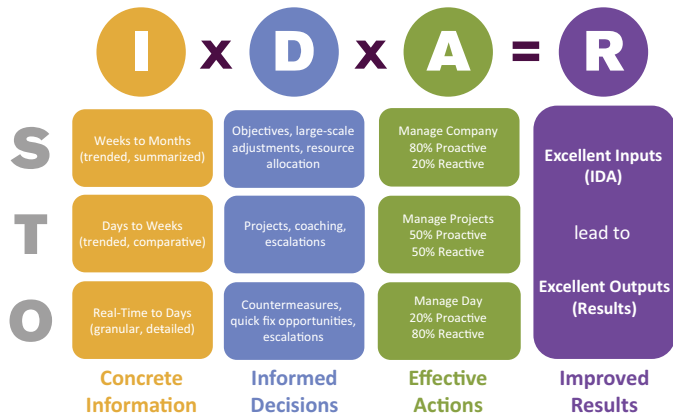 I x D x A = R
S
Weeks to Months
(trended, summarized)
Objectives, large-scale
adjustments, resource
allocation
Manage Company
80% Proactive
20% Reactive
T
Days to Weeks
(trended, comparative)
Projects, coaching,
escalations
Manage Projects
50% Proactive
50% Reactive
O
Real-Time to Days
(granular, detailed)
Countermeasures,
quick fix opportunities,
escalations
Manage Day
20% Proactive
80% Reactive
Excellent Inputs
(IDA)
lead to
Excellent Outputs
(Results)
Concrete
Information
Informed
Decisions
Effective
Actions
Improved
Results